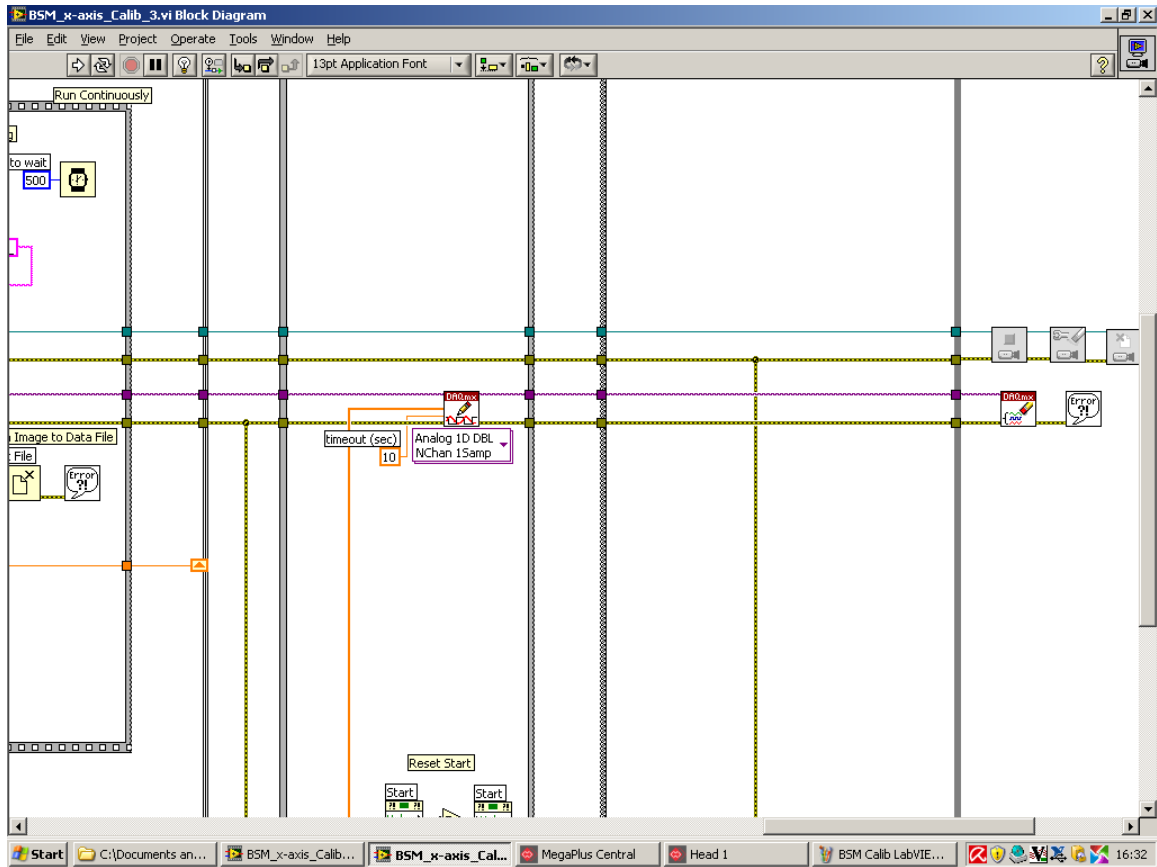 BSM_x-axis_Calib_3.vi Block Diagram
File Edit View Project Operate Tools Window Help
13pt Application Font
Run Continuously
to wait
500
DAQmx
DAQmx
Error
?!
timeout (sec)
10
Analog 1D DBL
NChan 1Samp
Image to Data File
File
Error
?!
Reset Start
Start
Start
Start
C:\Documents an...
BSM_x-axis_Calib...
BSM_x-axis_Cal...
MegaPlus Central
Head 1
BSM Calib LabVIE...
16:32